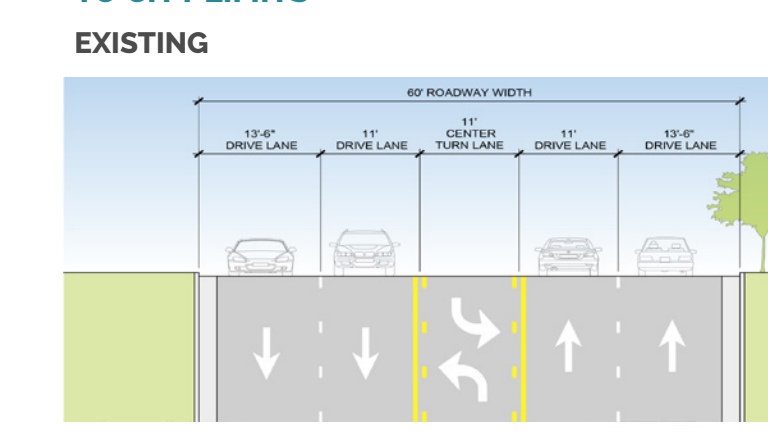 EXISTING
60' ROADWAY WIDTH
13'-6"
DRIVE LANE
11'
DRIVE LANE
11'
CENTER
TURN LANE
11'
DRIVE LANE
13'-6"
DRIVE LANE